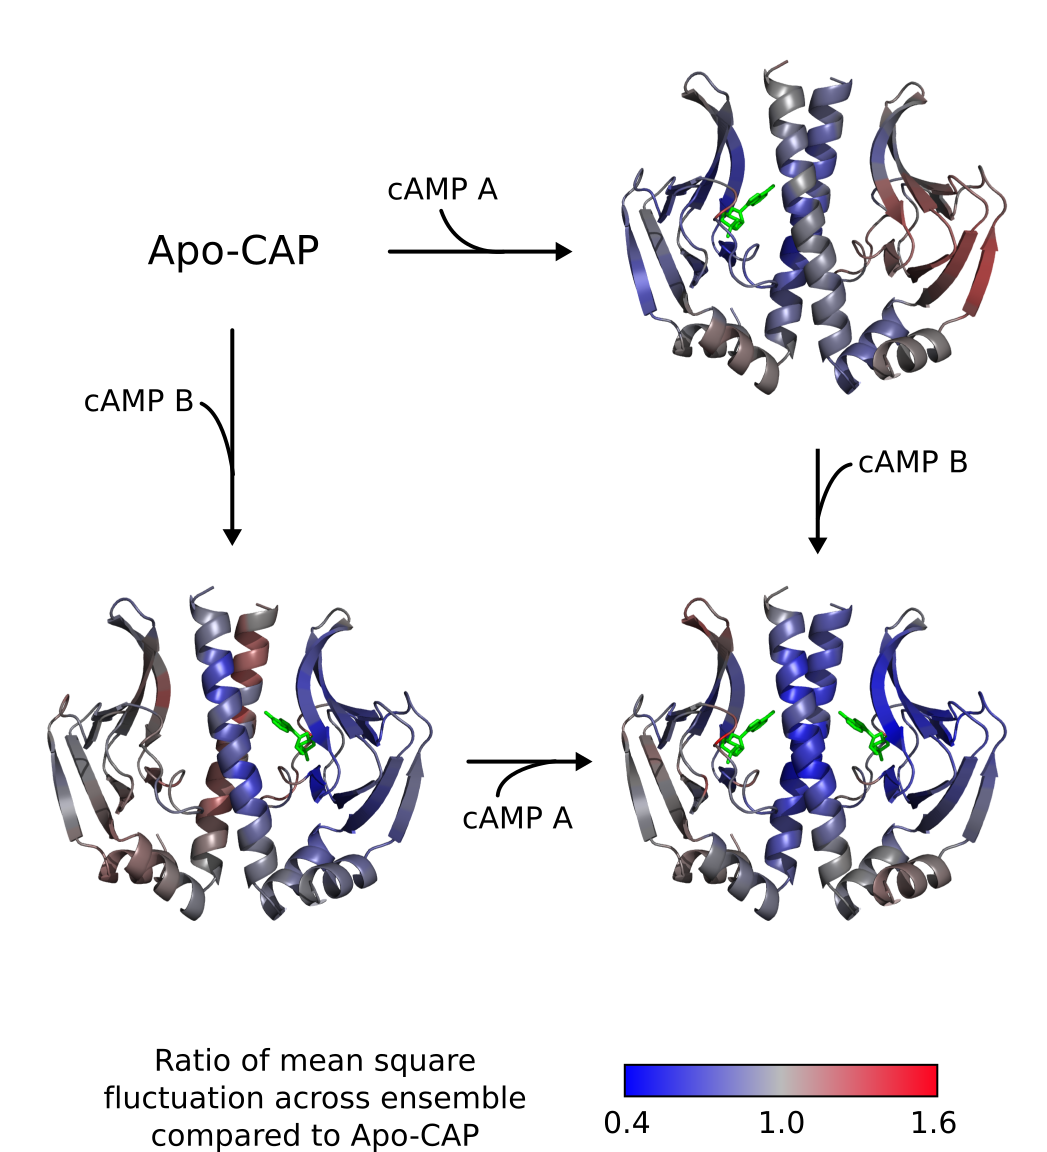 cAMP A
Apo-CAP
cAMP B
cAMP B
cAMP A
Ratio of mean square
fluctuation across ensemble
compared to Apo-CAP
0.4
1.0
1.6